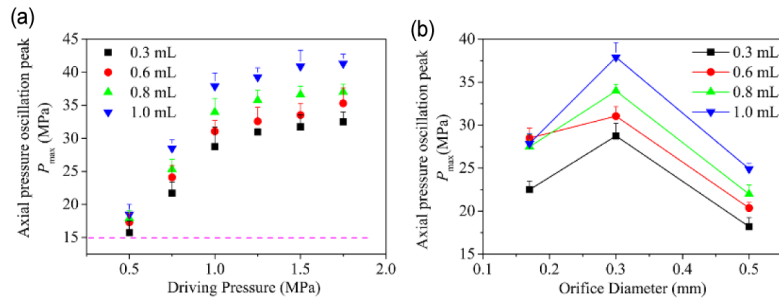 (a)
Axial pressure oscillation peak
Pmax (MPa)
45
40
35
30
25
20
15
0.3 mL
0.6 mL
0.8 mL
1.0 mL
0.5
1.0
1.5
2.0
Driving Pressure (MPa)
(b)
Axial pressure oscillation peak
Pmax (MPa)
40
35
30
25
20
15
0.3 mL
0.6 mL
0.8 mL
1.0 mL
0.1
0.2
0.3
0.4
0.5
Orifice Diameter (mm)